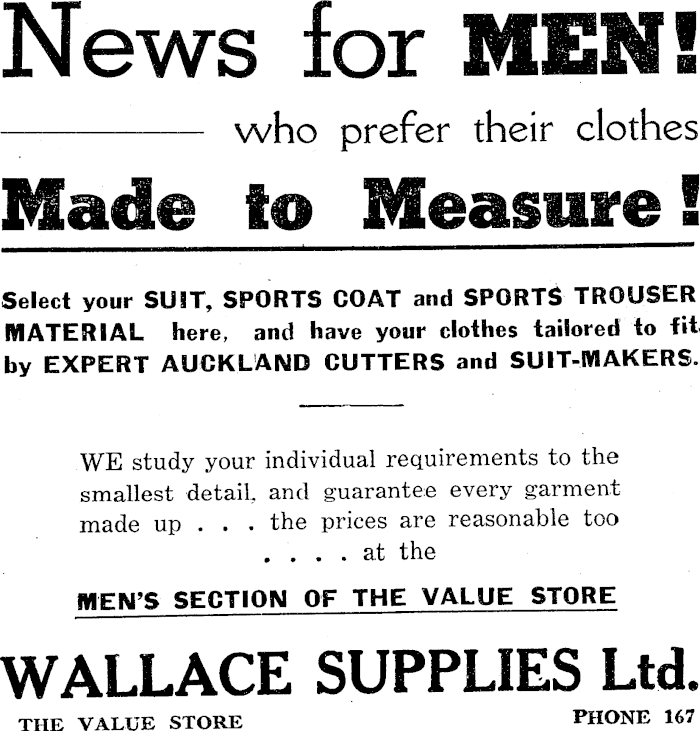 News for MEN!
who prefer their clothes
Made to Measure!
Select your SUIT, SPORTS COAT and SPORTS TROUSER
MATERIAL here, and have your clothes tailored to fit
by EXPERT AUCKLAND CUTTERS and SUIT-MAKERS.
WE study your individual requirements to the
smallest detail, and guarantee every garment
made up . . . the prices are reasonable too
. . . . at the
MEN'S SECTION OF THE VALUE STORE
WALLACE SUPPLIES Ltd.
THE VALUE STORE PHONE 167